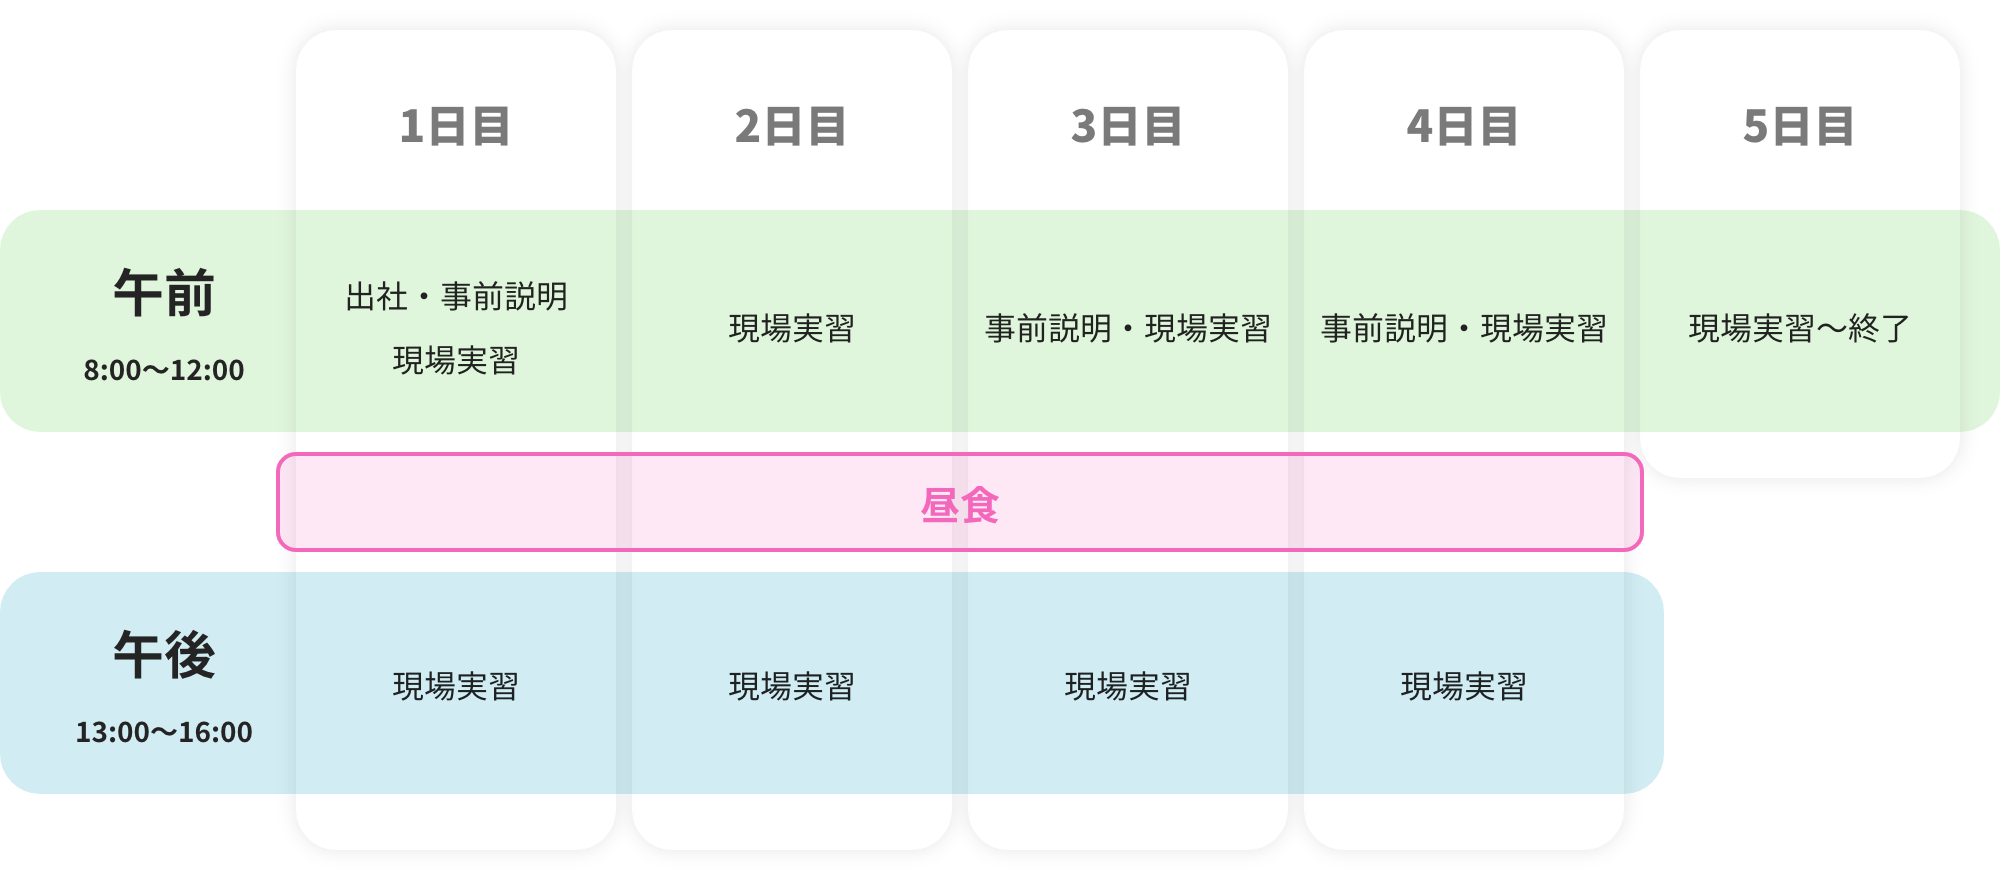 1日目
2日目
3日目
4日目
5日目
午前
8:00〜12:00
出社・事前説明
現場実習
現場実習
事前説明・現場実習
事前説明・現場実習
現場実習〜終了
昼食
午後
13:00〜16:00
現場実習
現場実習
現場実習
現場実習